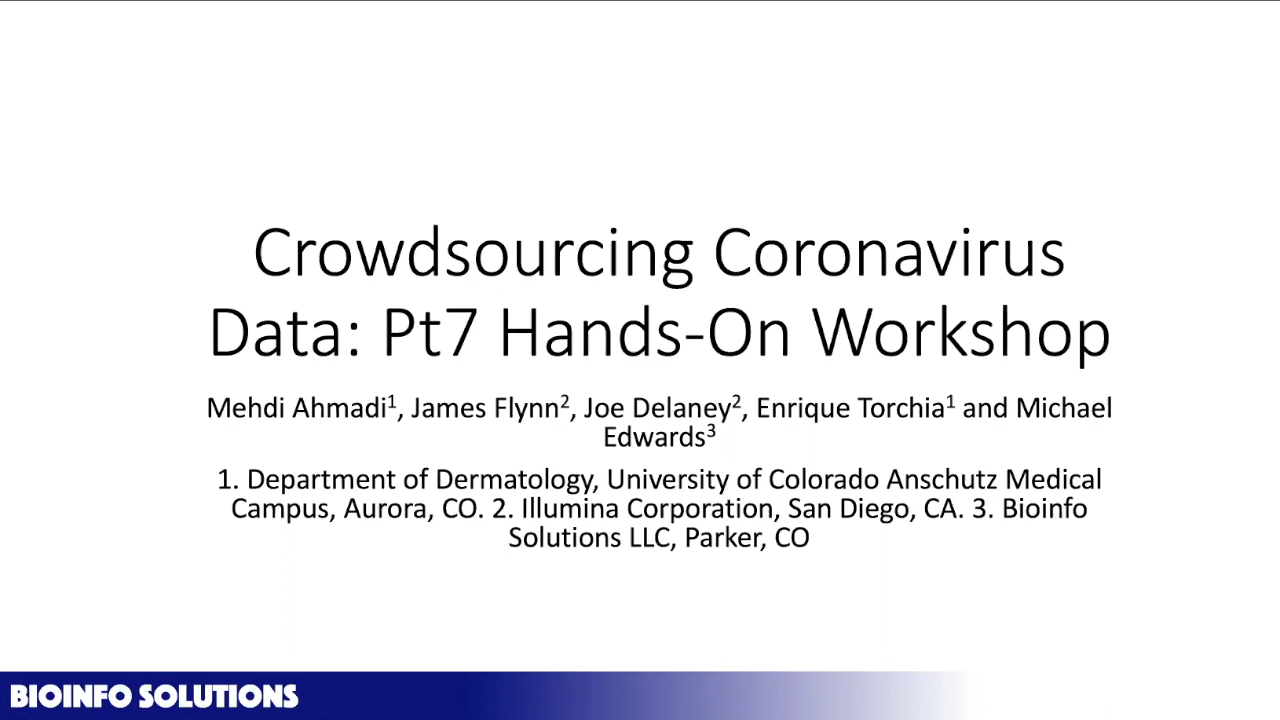 Crowdsourcing Coronavirus
Data: Pt7 Hands-On Workshop
Mehdi Ahmadi¹, James Flynn², Joe Delaney², Enrique Torchia¹ and Michael
Edwards³
1. Department of Dermatology, University of Colorado Anschutz Medical
Campus, Aurora, CO. 2. Illumina Corporation, San Diego, CA. 3. Bioinfo
Solutions LLC, Parker, CO
BIOINFO SOLUTIONS